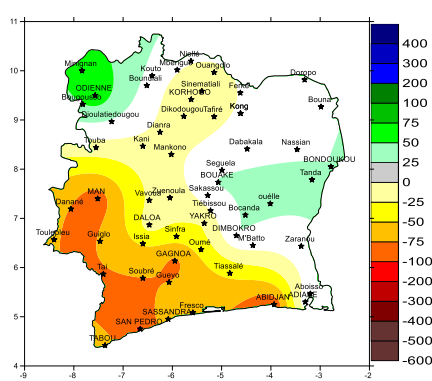 11
Niellé
Kouto
Mbengué
Ouangolo
Minignan
10
Boundiali
Sinematiali
Ferké
Doropo
ODIENNE
KORHOGO
Bougousso
Kong
Bouna
Dikodougou
Tafiré
Dioulatiedougou
9
Dianra
Touba
Kani
Mankono
Dabakala
Nassian
Seguela
BONDOUKOU
8
BOUAKE
Tanda
MAN
Vavoua
Zuenoula
Sakassou
ouélle
Danané
Tiébissou
7
Bocanda
DALOA
YAKRO
Toulepleu
Guiglo
Issia
Sinfra
DIMBOKRO
M'Batto
Oumé
Zaranou
GAGNOA
6
Taï
Soubré
Gueyo
Tiassalé
Aboisso
ABIDJAN
ADIAKE
Fresco
SASSANDRA
5
SAN PEDRO
TABOU
4
-9
-8
-7
-6
-5
-4
-3
-2
400
300
200
100
75
50
25
0
-25
-50
-75
-100
-200
-300
-400
-600